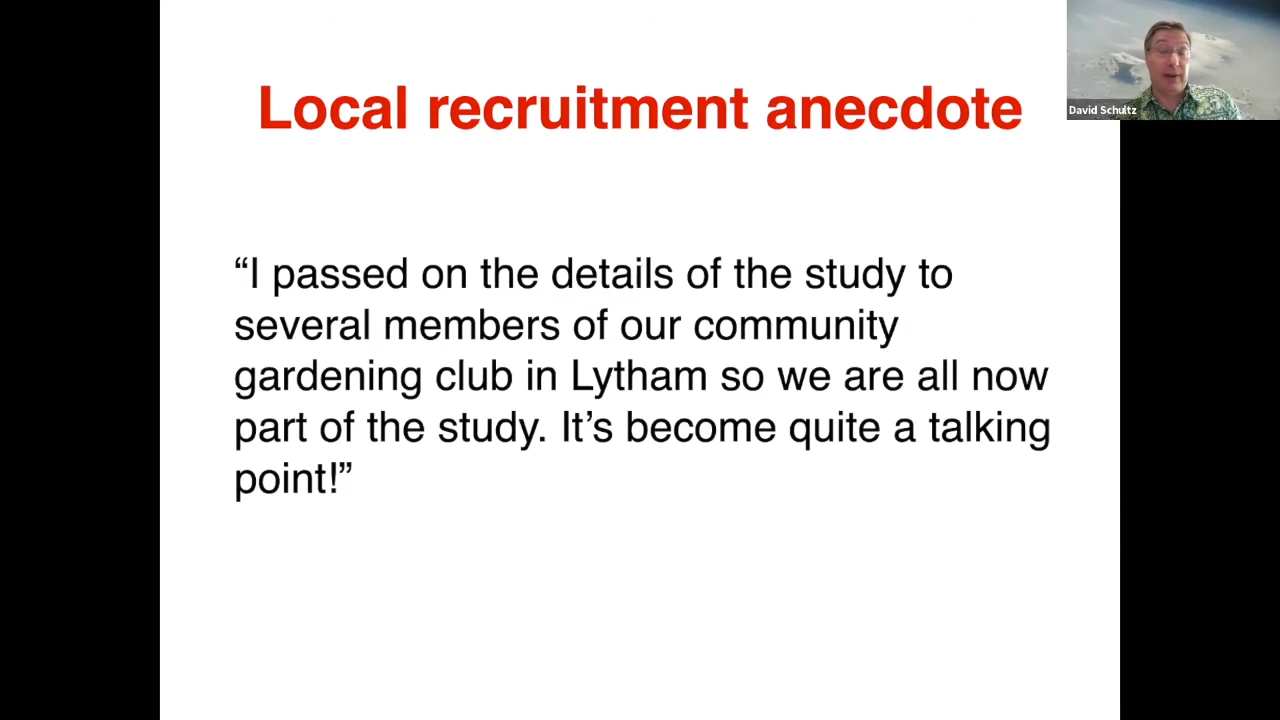 Local recruitment anecdote
David Schultz
“I passed on the details of the study to
several members of our community
gardening club in Lytham so we are all now
part of the study. It’s become quite a talking
point!”